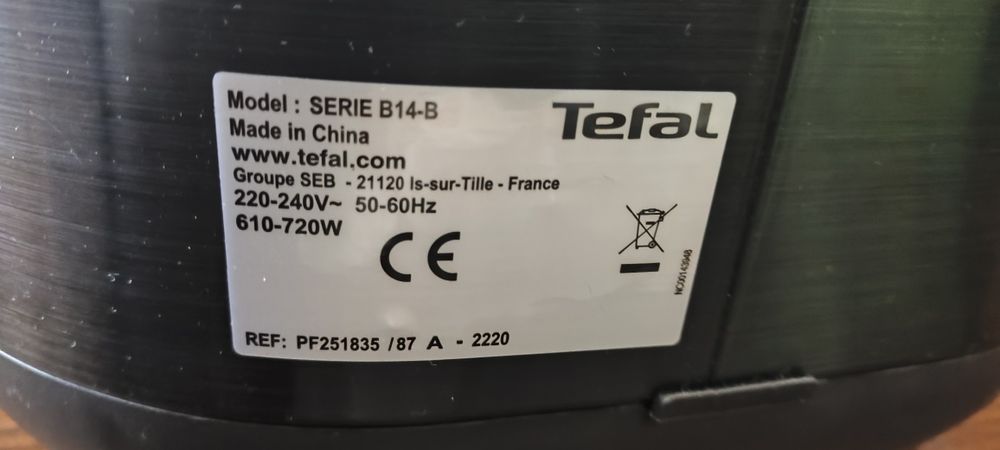 Model : SERIE B14-B
Tefal
Made in China
www.tefal.com
Groupe SEB - 21120 Is-sur-Tille - France
220-240V~ 50-60Hz
610-720W
CE
NC00143948
REF: PF251835 /87 A - 2220